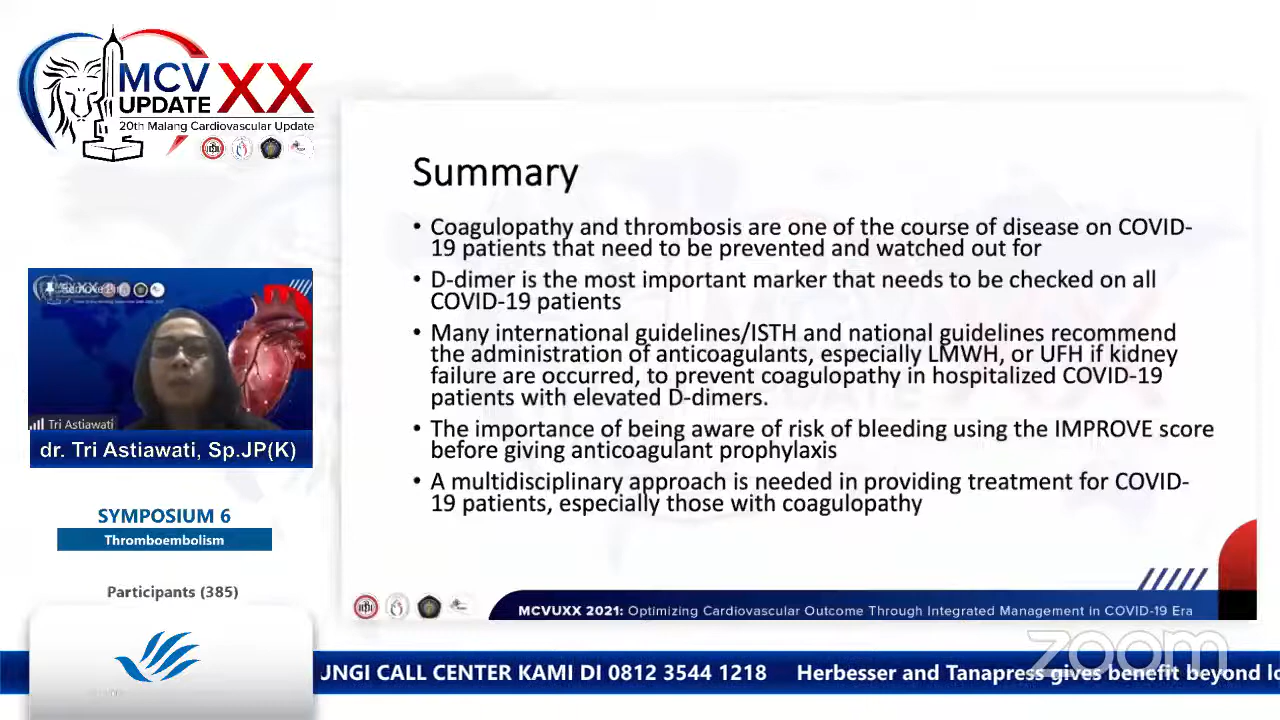 MCV
UPDATE
XX
20th Malang Cardiovascular Update
Summary
• Coagulopathy and thrombosis are one of the course of disease on COVID-
19 patients that need to be prevented and watched out for
• D-dimer is the most important marker that needs to be checked on all
COVID-19 patients
• Many international guidelines/ISTH and national guidelines recommend
the administration of anticoagulants, especially LMWH, or UFH if kidney
failure are occurred, to prevent coagulopathy in hospitalized COVID-19
patients with elevated D-dimers.
• The importance of being aware of risk of bleeding using the IMPROVE score
before giving anticoagulant prophylaxis
• A multidisciplinary approach is needed in providing treatment for COVID-
19 patients, especially those with coagulopathy
Tri Astiawati
dr. Tri Astiawati, Sp.JP(K)
SYMPOSIUM 6
Thromboembolism
Participants (385)
MCVUXX 2021: Optimizing Cardiovascular Outcome Through Integrated Management in COVID-19 Era
zoom
UNGI CALL CENTER KAMI DI 0812 3544 1218 Herbesser and Tanapress gives benefit beyond lo